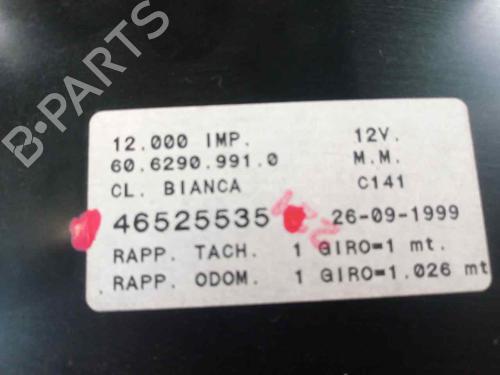 B-PARTS
12.000 IMP. 12V.
60.6290.991.0 M.M.
CL. BIANCA C141
46525535 26-09-1999
RAPP. TACH. 1 GIRO=1 mt.
RAPP. ODOM. 1 GIRO=1.026 mt